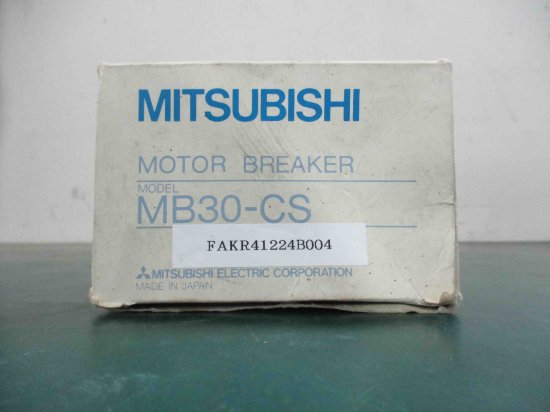 MITSUBISHI
MOTOR BREAKER
MODEL
MB30-CS
FAKR41224B004
MITSUBISHI ELECTRIC CORPORATION
MADE IN JAPAN